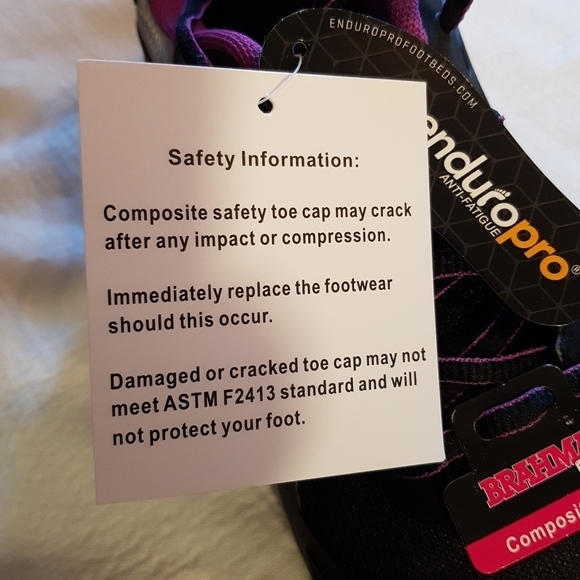 ENDUROPROFOOTBEDS.COM
enduropro®
ANTI-FATIGUE
Safety Information:
Composite safety toe cap may crack
after any impact or compression.
Immediately replace the footwear
should this occur.
Damaged or cracked toe cap may not
meet ASTM F2413 standard and will
not protect your foot.